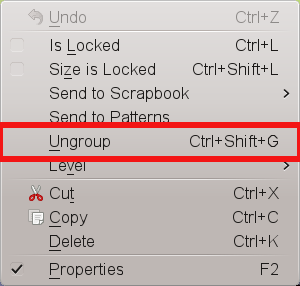 Undo Ctrl+Z
Is Locked Ctrl+L
Size is Locked Ctrl+Shift+L
Send to Scrapbook
Send to Patterns
Ungroup Ctrl+Shift+G
Level
Cut Ctrl+X
Copy Ctrl+C
Delete Ctrl+K
Properties F2